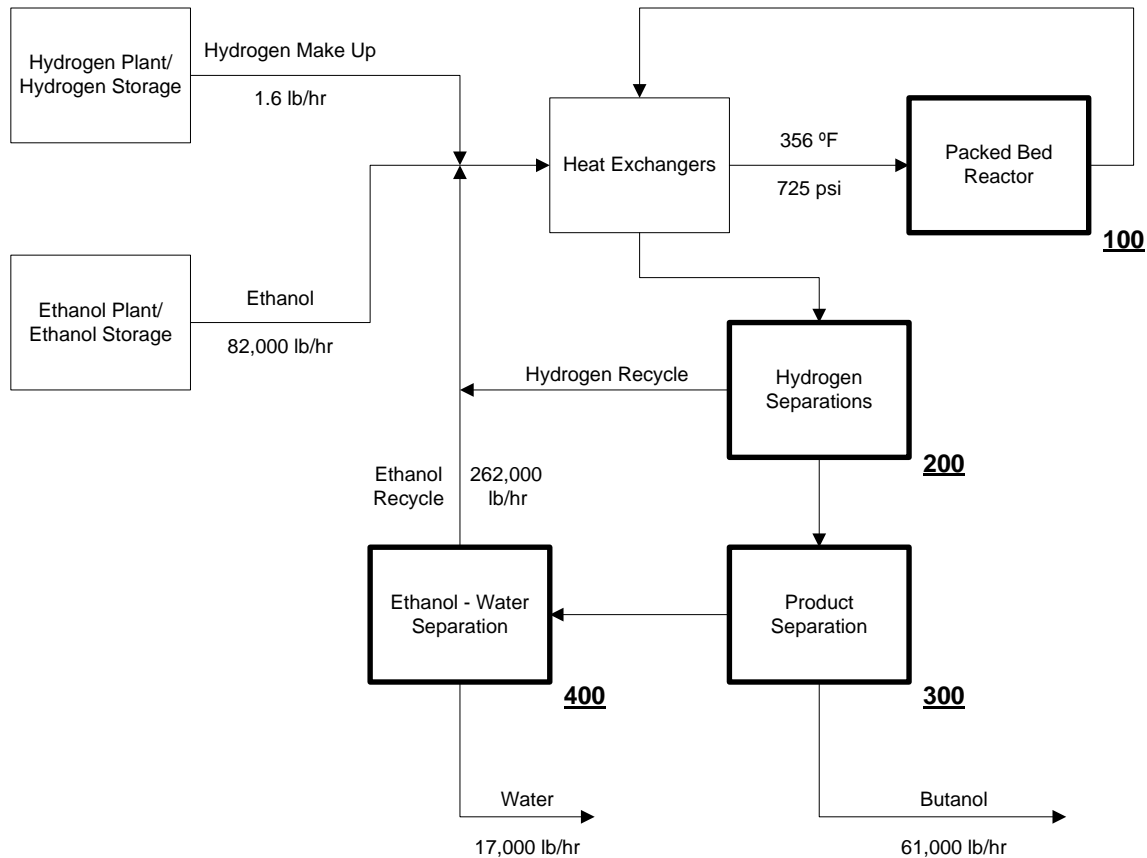 Hydrogen Plant/
Hydrogen Storage
Hydrogen Make Up
1.6 lb/hr
Heat Exchangers
356 ºF
725 psi
Packed Bed
Reactor
100
Ethanol Plant/
Ethanol Storage
Ethanol
82,000 lb/hr
Hydrogen Recycle
Hydrogen
Separations
200
Ethanol
Recycle
262,000
lb/hr
Ethanol - Water
Separation
400
Product
Separation
300
Water
17,000 lb/hr
Butanol
61,000 lb/hr